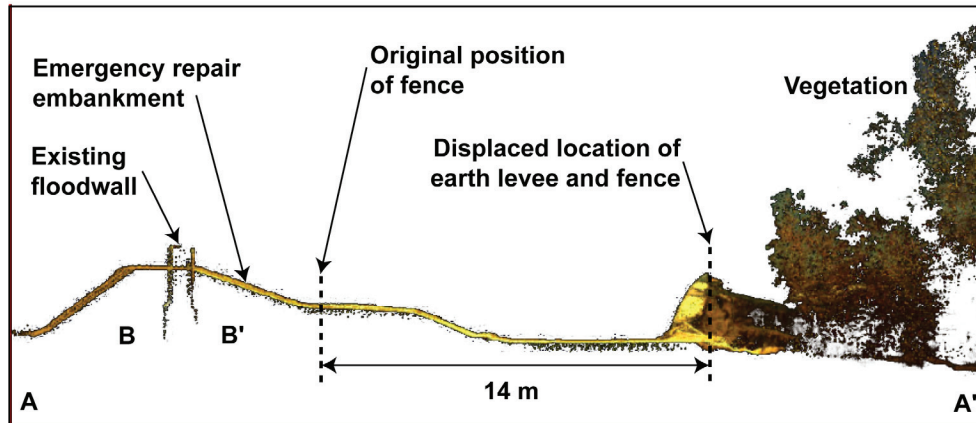 Original position
of fence
Emergency repair
embankment
Vegetation
Existing
floodwall
Displaced location of
earth levee and fence
B
B'
14 m
A
A'